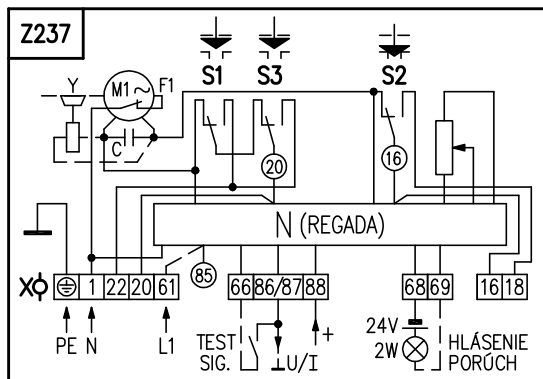 Z237
S1 S3 S2
Y M1 ~ F1
C
20 16
N (REGADA)
X 1 22 20 61 85 66 86/87 88 68 69 16 18
PE N L1
TEST
SIG.
U/I
+
24V
2W
HLÁSENIE
PORÚCH